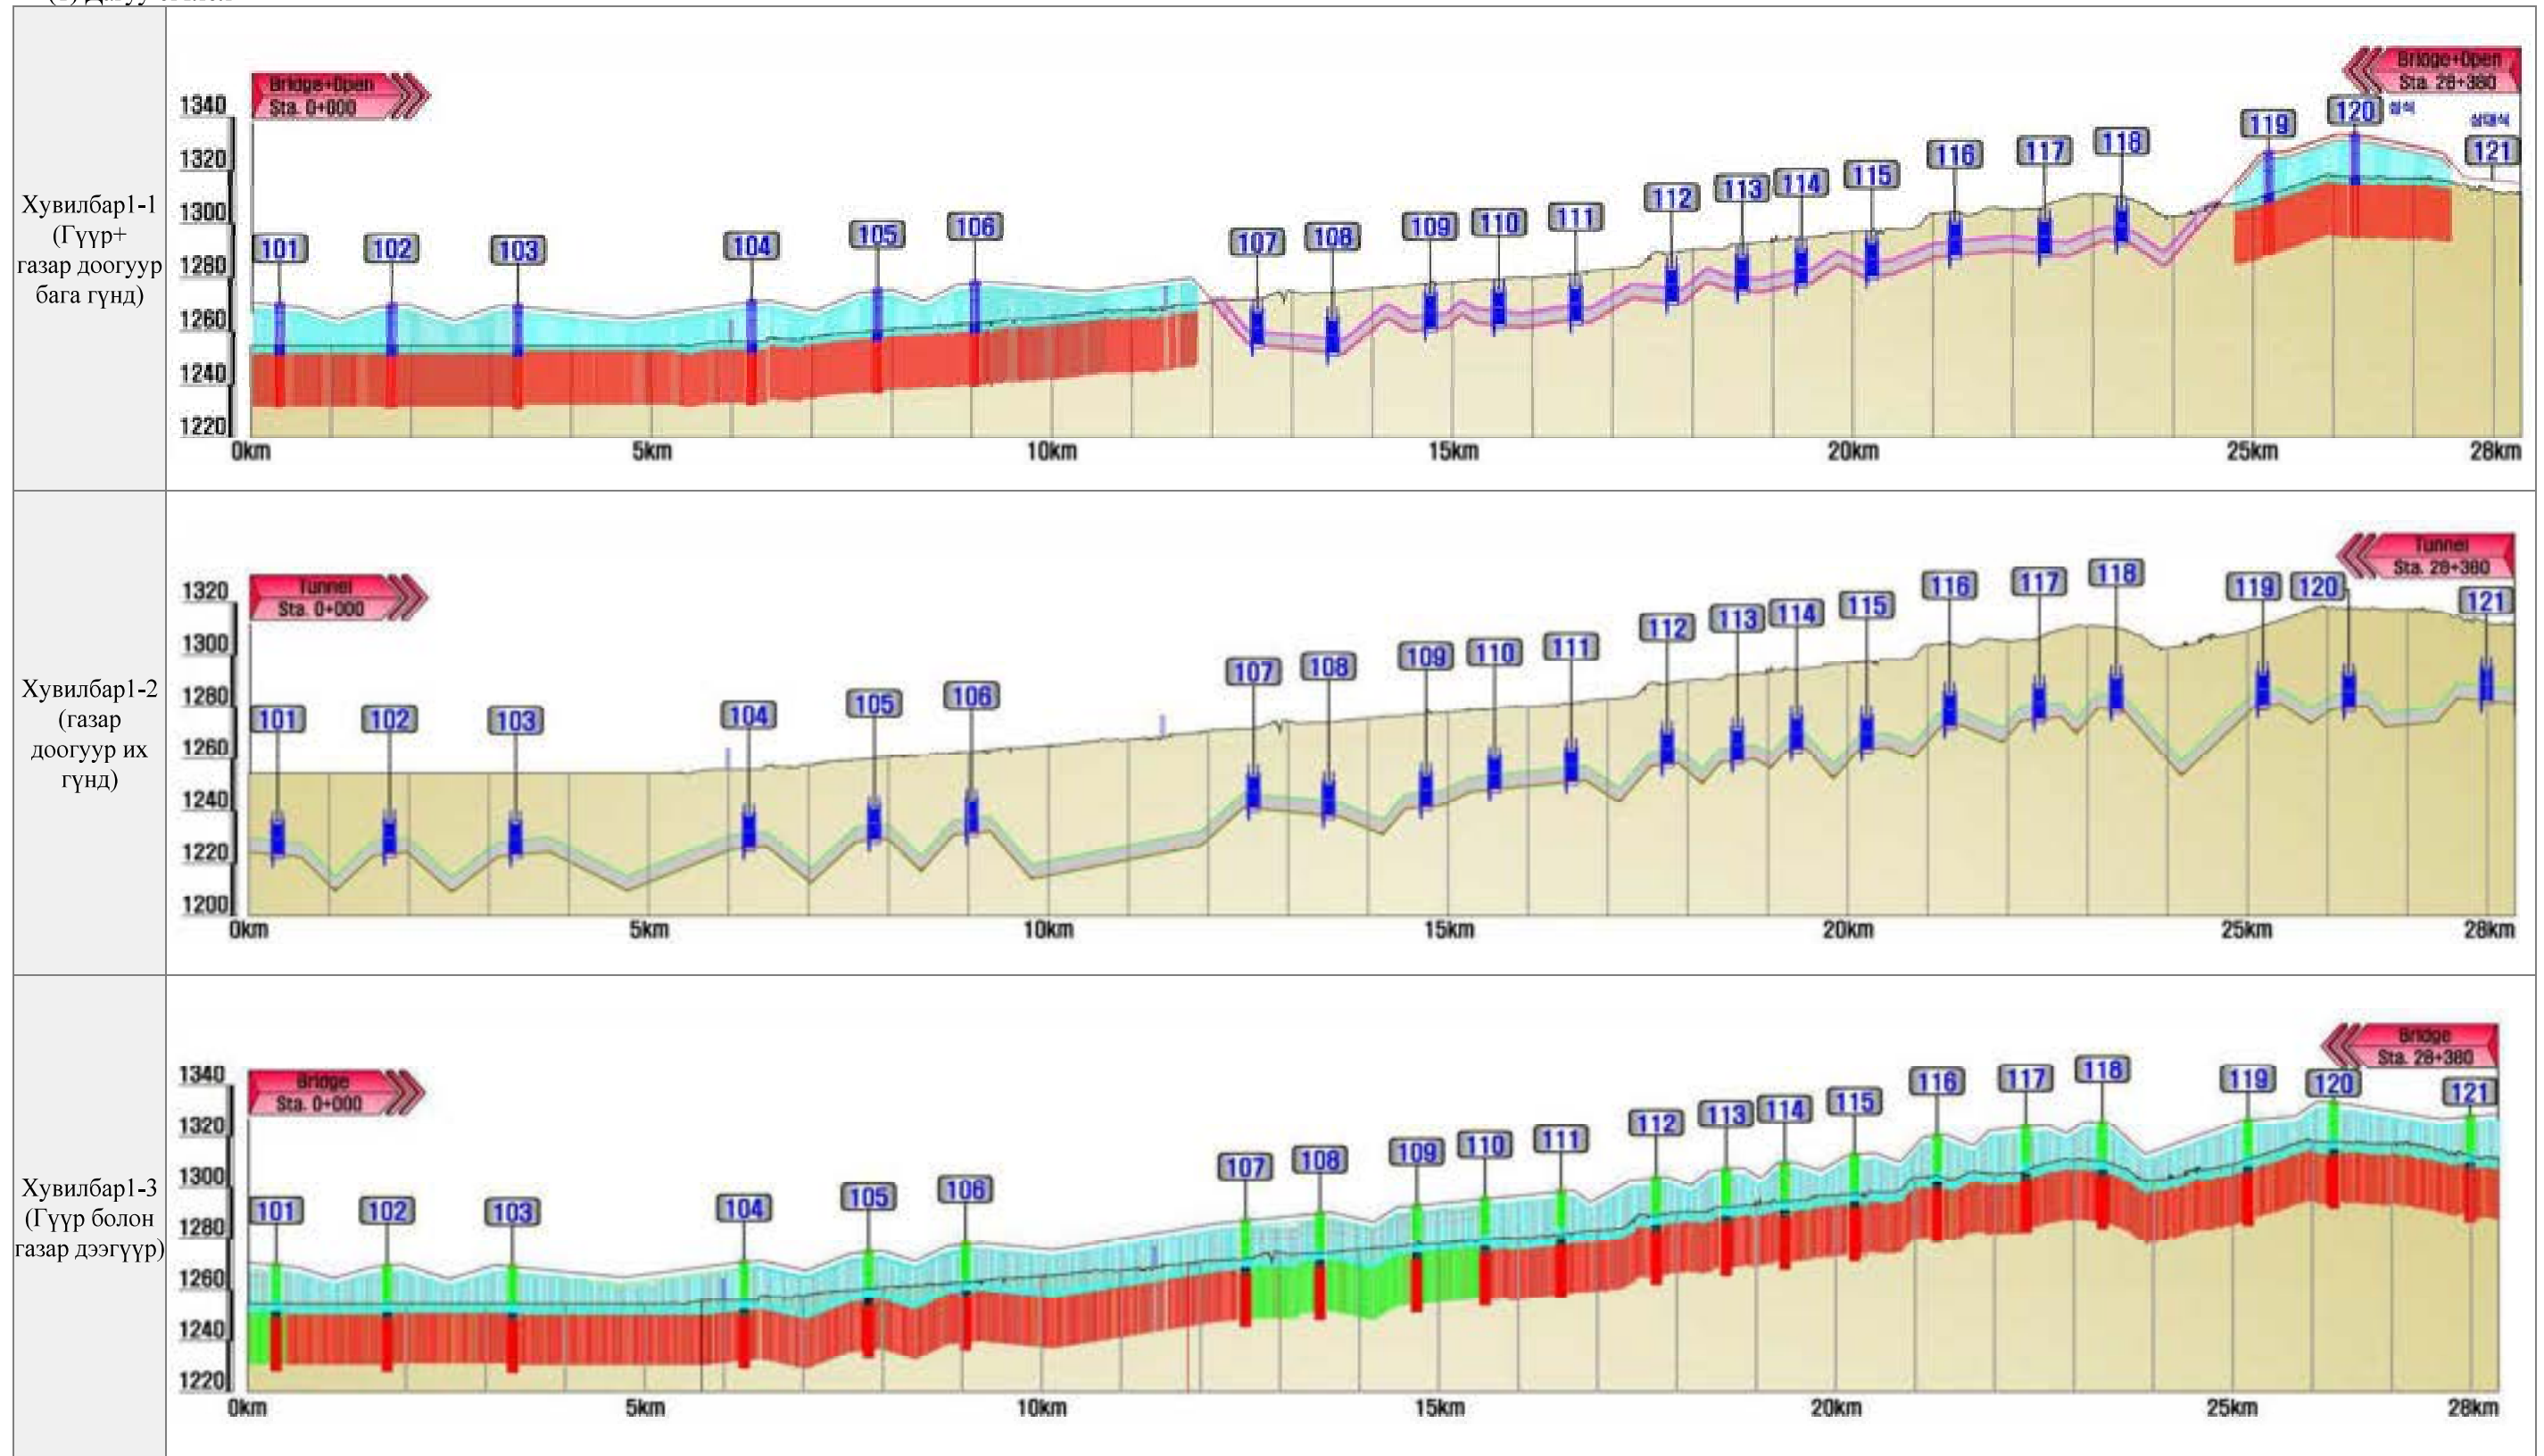 Хувилбар1-1
(Гүүр+
газар доогуур
бага гүнд)
Bridge+Open
Sta. 0+000
Bridge+Open
Sta. 28+380
1340
1320
1300
1280
1260
1240
1220
101 102 103 104 105 106 107 108 109 110 111 112 113 114 115 116 117 118 119 120 121
0km 5km 10km 15km 20km 25km 28km
Хувилбар1-2
(газар
доогуур их
гүнд)
Tunnel
Sta. 0+000
Tunnel
Sta. 28+380
1320
1300
1280
1260
1240
1220
1200
101 102 103 104 105 106 107 108 109 110 111 112 113 114 115 116 117 118 119 120 121
0km 5km 10km 15km 20km 25km 28km
Хувилбар1-3
(Гүүр болон
газар дээгүүр)
Bridge
Sta. 0+000
Bridge
Sta. 28+380
1340
1320
1300
1280
1260
1240
1220
101 102 103 104 105 106 107 108 109 110 111 112 113 114 115 116 117 118 119 120 121
0km 5km 10km 15km 20km 25km 28km